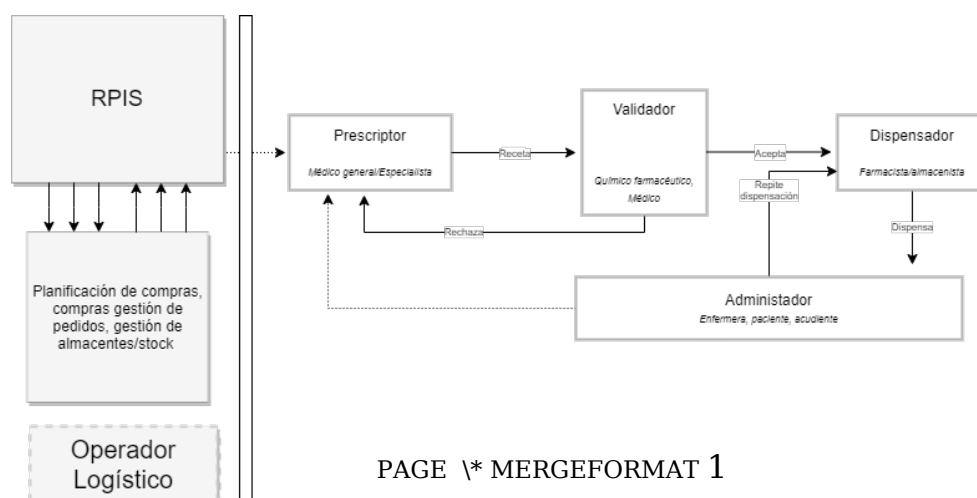 RPIS
Planificación de compras,
compras gestión de
pedidos, gestión de
almacentes/stock
Operador
Logístico
Prescriptor
Médico general/Especialista
Receta
Validador
Químico farmacéutico,
Médico
Rechaza
Acepta
Repite
dispensación
Dispensador
Farmacista/almacenista
Dispensa
Administador
Enfermera, paciente, acudiente
PAGE \* MERGEFORMAT 1